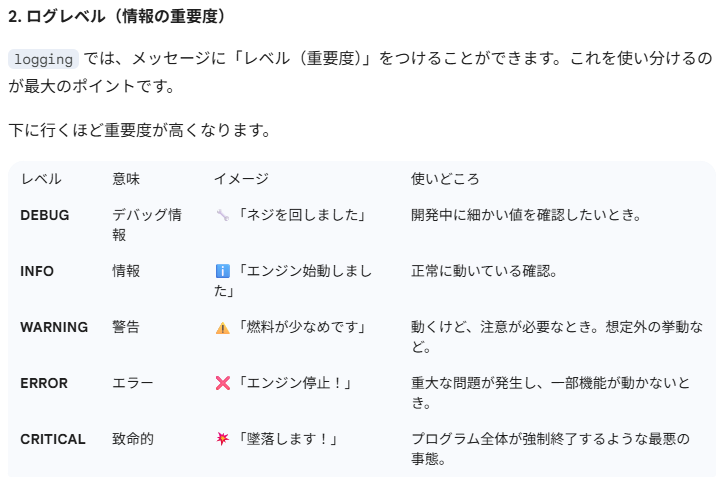 2. ログレベル（情報の重要度）
logging では、メッセージに「レベル（重要度）」をつけることができます。これを使い分けるの
が最大のポイントです。
下に行くほど重要度が高くなります。
レベル 意味 イメージ 使いどころ
DEBUG デバッグ情報 🔧「ネジを回しました」 開発中に細かい値を確認したいとき。
INFO 情報 ℹ️「エンジン始動しました」 正常に動いている確認。
WARNING 警告 ⚠️「燃料が少なめです」 動くけど、注意が必要なとき。想定外の挙動など。
ERROR エラー ❌「エンジン停止！」 重大な問題が発生し、一部機能が動かないとき。
CRITICAL 致命的 💥「墜落します！」 プログラム全体が強制終了するような最悪の事態。